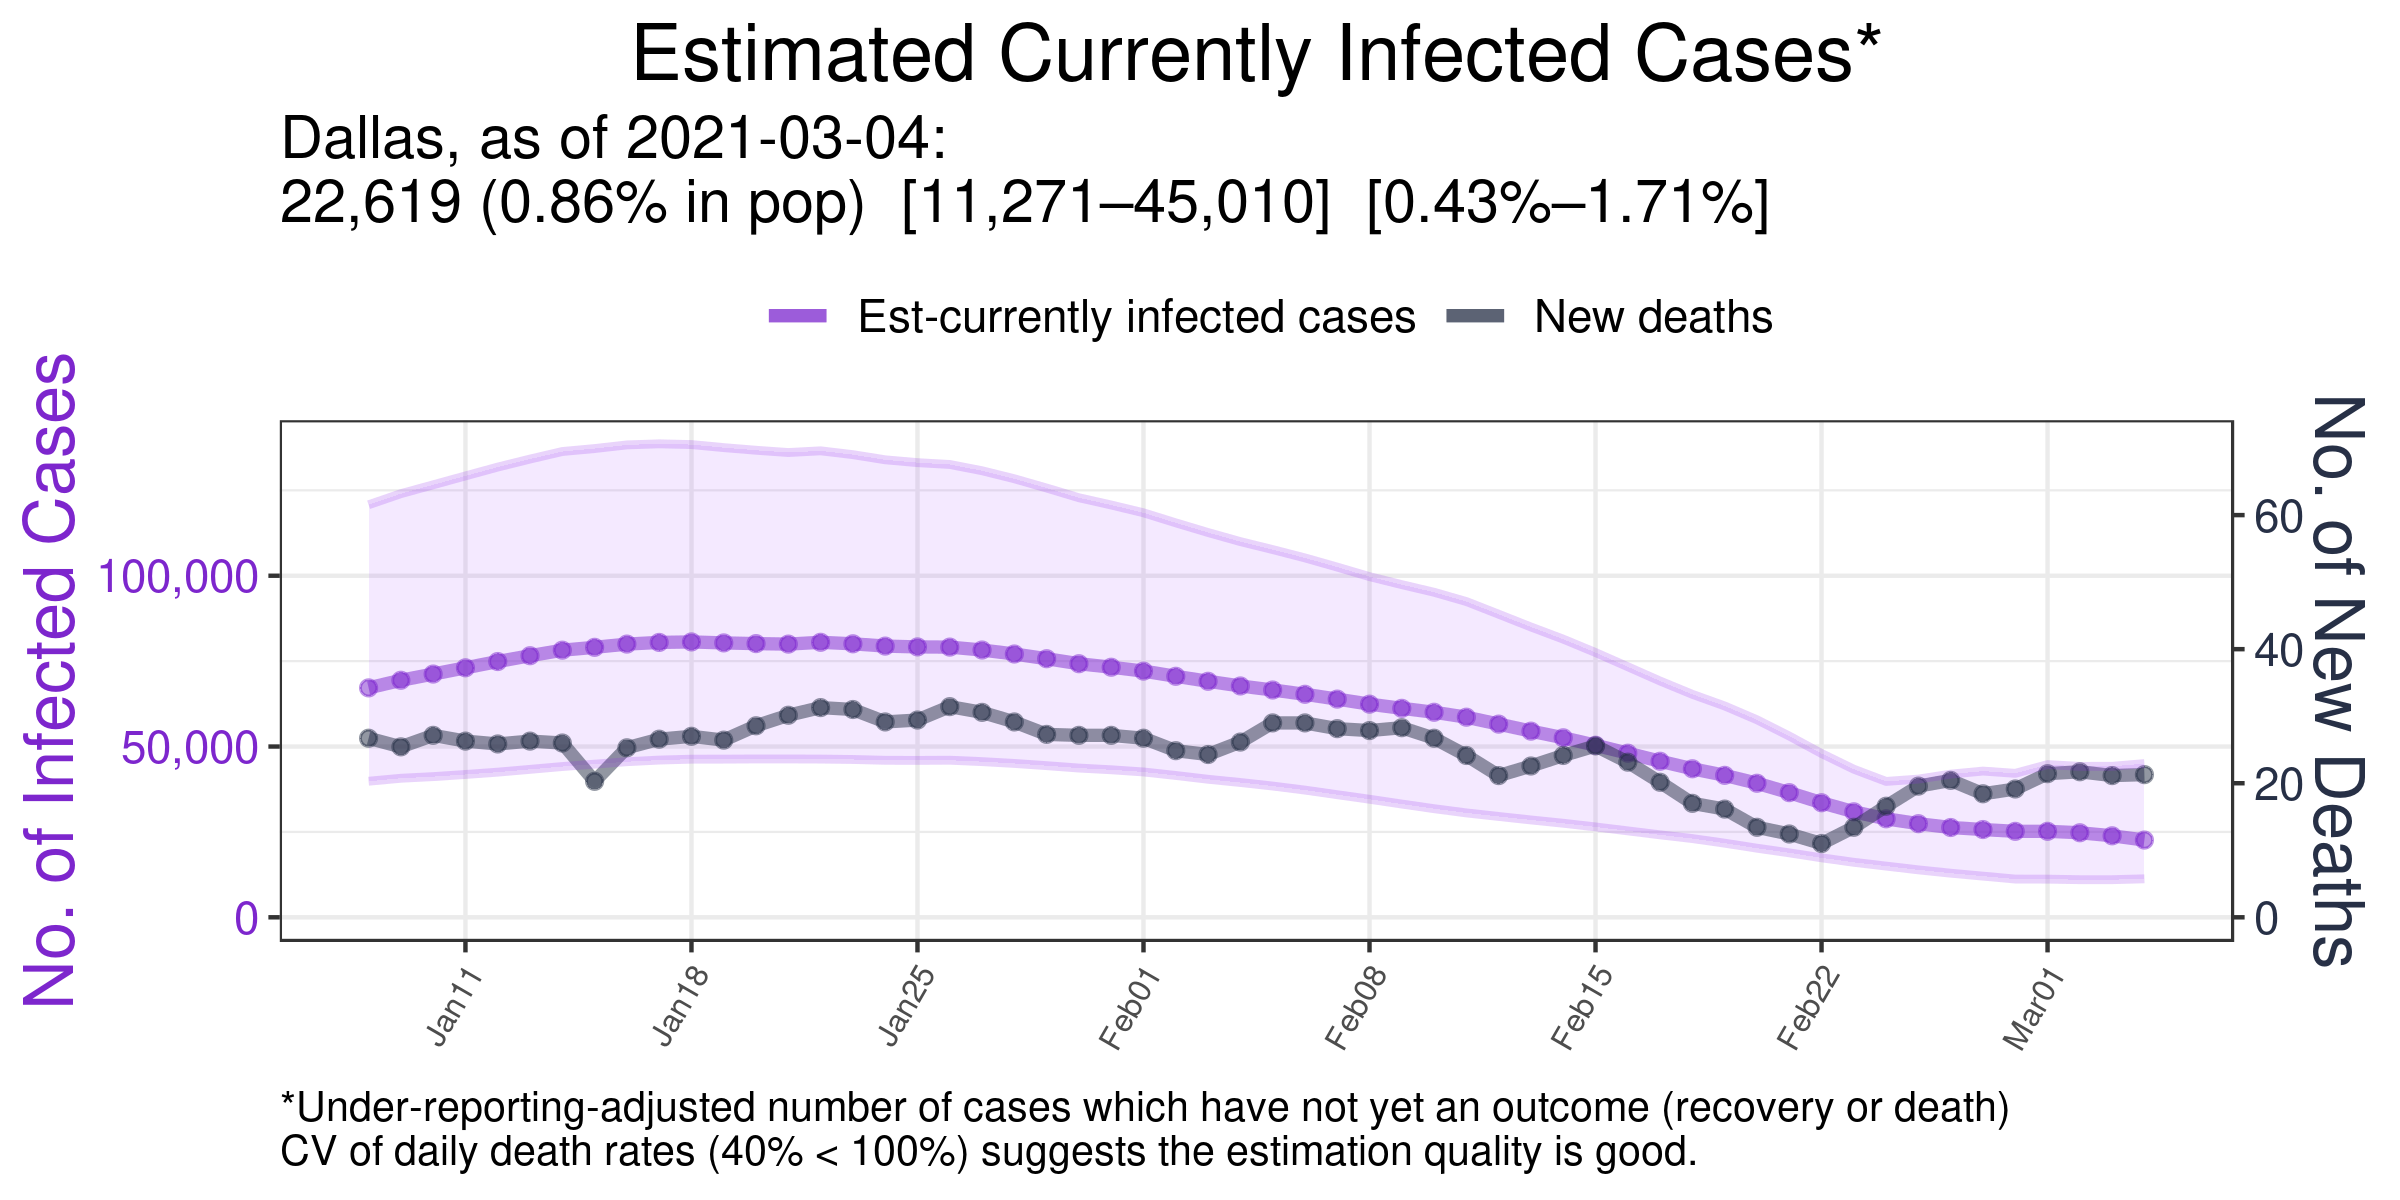 Estimated Currently Infected Cases*
Dallas, as of 2021-03-04:
22,619 (0.86% in pop)  [11,271–45,010]  [0.43%–1.71%]
Est-currently infected cases
New deaths
No. of Infected Cases
100,000
50,000
0
No. of New Deaths
60
40
20
0
Jan11
Jan18
Jan25
Feb01
Feb08
Feb15
Feb22
Mar01
*Under-reporting-adjusted number of cases which have not yet an outcome (recovery or death)
CV of daily death rates (40% < 100%) suggests the estimation quality is good.